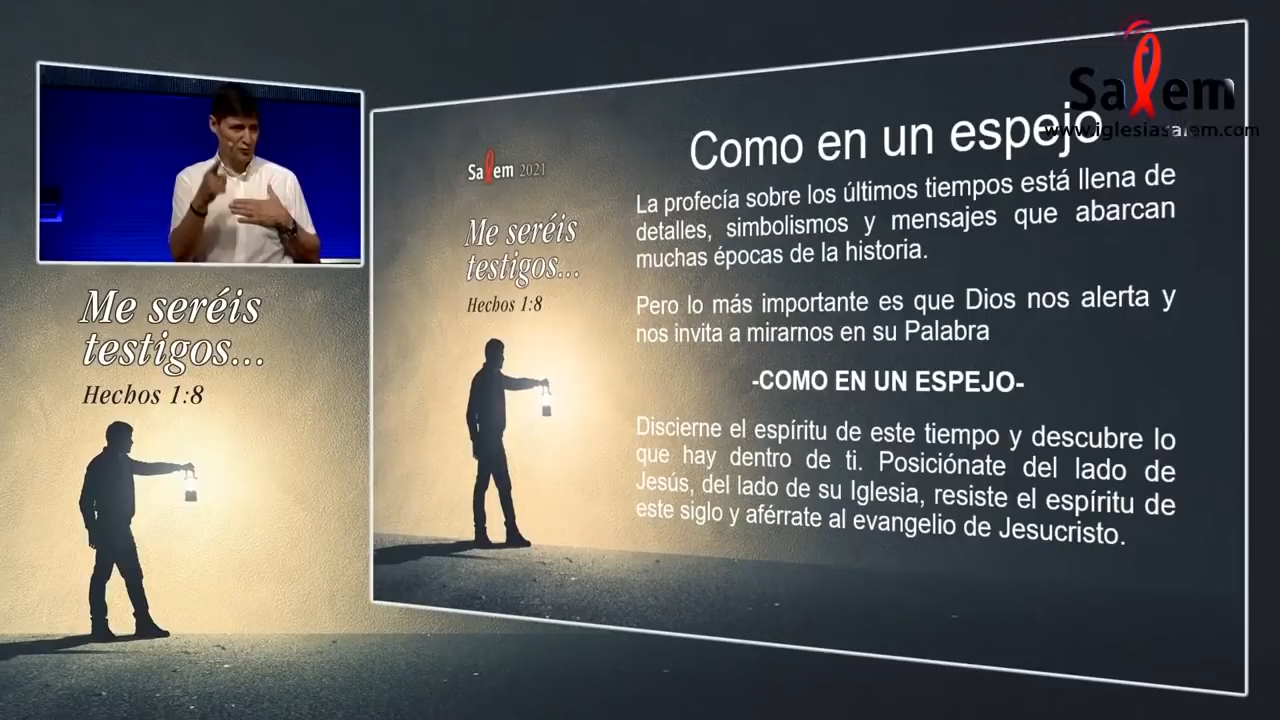 Salem
www.iglesiasalem.com
Me seréis
testigos...
Hechos 1:8
Salem 2021
Me seréis
testigos...
Hechos 1:8
Como en un espejo
La profecía sobre los últimos tiempos está llena de
detalles, simbolismos y mensajes que abarcan
muchas épocas de la historia.
Pero lo más importante es que Dios nos alerta y
nos invita a mirarnos en su Palabra
-COMO EN UN ESPEJO-
Discierne el espíritu de este tiempo y descubre lo
que hay dentro de ti. Posiciónate del lado de
Jesús, del lado de su Iglesia, resiste el espíritu de
este siglo y aférrate al evangelio de Jesucristo.